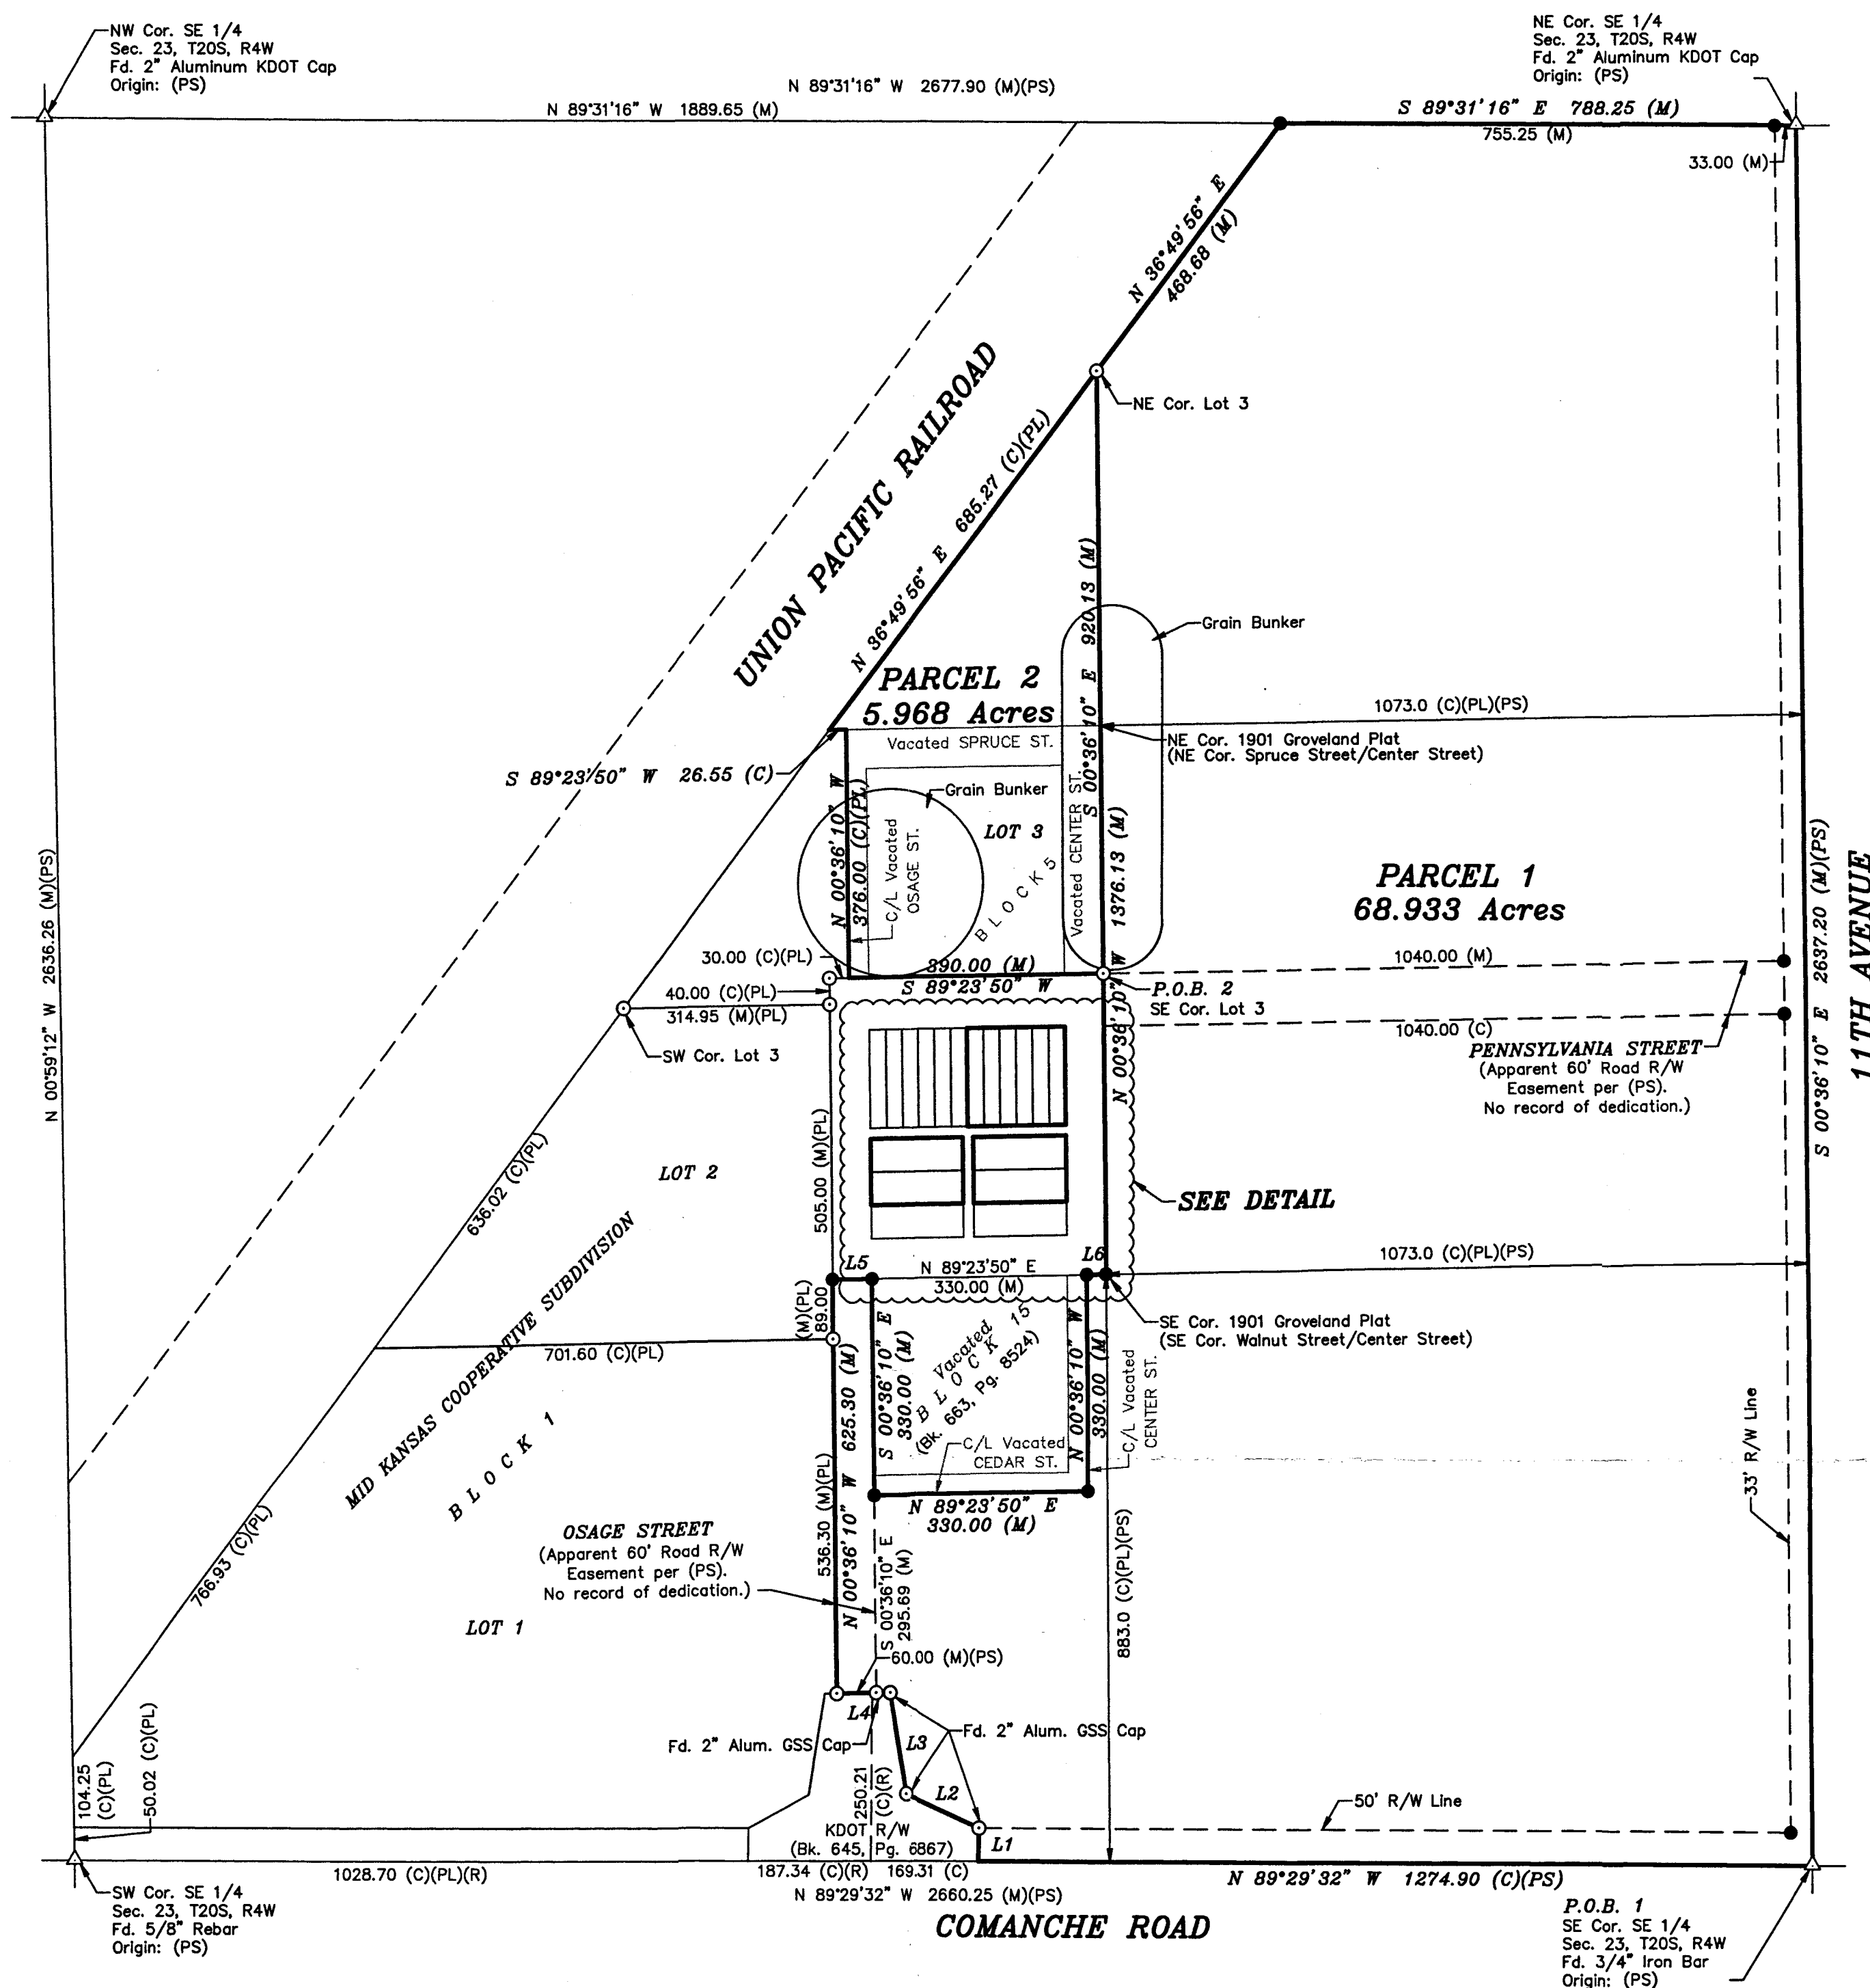 NW Cor. SE 1/4
Sec. 23, T20S, R4W
Fd. 2" Aluminum KDOT Cap
Origin: (PS)
NE Cor. SE 1/4
Sec. 23, T20S, R4W
Fd. 2" Aluminum KDOT Cap
Origin: (PS)
N 89°31'16" W 2677.90 (M)(PS)
N 89°31'16" W 1889.65 (M)
S 89°31'16" E 788.25 (M)
755.25 (M)
33.00 (M)
N 36°49'56" E
468.68 (M)
NE Cor. Lot 3
UNION PACIFIC RAILROAD
N 36°49'56" E 685.27 (C)(PL)
S 00°36'10" E 920.13 (M)
Grain Bunker
PARCEL 2
5.968 Acres
1073.0 (C)(PL)(PS)
Vacated SPRUCE ST.
NE Cor. 1901 Groveland Plat
(NE Cor. Spruce Street/Center Street)
S 89°23'50" W 26.55 (C)
Grain Bunker
N 00°36'10" W
376.00 (C)(PL)
C/L Vacated
OSAGE ST.
LOT 3
BLOCK 5
Vacated CENTER ST.
N 00°36'10" W 1376.13 (M)
PARCEL 1
68.933 Acres
S 00°36'10" E 2637.20 (M)(PS)
11TH AVENUE
N 00°59'12" W 2636.26 (M)(PS)
30.00 (C)(PL)
390.00 (M)
S 89°23'50" W
1040.00 (M)
P.O.B. 2
SE Cor. Lot 3
40.00 (C)(PL)
314.95 (M)(PL)
SW Cor. Lot 3
1040.00 (C)
PENNSYLVANIA STREET
(Apparent 60' Road R/W
Easement per (PS).
No record of dedication.)
505.00 (M)(PL)
LOT 2
636.02 (C)(PL)
SEE DETAIL
MID KANSAS COOPERATIVE SUBDIVISION
L5
N 89°23'50" E
330.00 (M)
L6
1073.0 (C)(PL)(PS)
89.00
(M)(PL)
SE Cor. 1901 Groveland Plat
(SE Cor. Walnut Street/Center Street)
701.60 (C)(PL)
BLOCK 1
N 00°36'10" W 625.30 (M)
S 00°36'10" E
330.00 (M)
Vacated
BLOCK 15
(Bk. 663, Pg. 8524)
N 00°36'10" W
330.00 (M)
C/L Vacated
CENTER ST.
C/L Vacated
CEDAR ST.
33' R/W Line
N 89°23'50" E
330.00 (M)
536.30 (M)(PL)
OSAGE STREET
(Apparent 60' Road R/W
Easement per (PS).
No record of dedication.)
766.93 (C)(PL)
LOT 1
S 00°36'10" E
295.69 (M)
883.0 (C)(PL)(PS)
60.00 (M)(PS)
L4
Fd. 2" Alum. GSS Cap
Fd. 2" Alum. GSS Cap
L3
L2
104.25
(C)(PL)
50.02 (C)(PL)
250.21
(C)(R)
50' R/W Line
KDOT R/W
(Bk. 645, Pg. 6867)
L1
1028.70 (C)(PL)(R)
187.34 (C)(R)
169.31 (C)
N 89°29'32" W 1274.90 (C)(PS)
N 89°29'32" W 2660.25 (M)(PS)
COMANCHE ROAD
SW Cor. SE 1/4
Sec. 23, T20S, R4W
Fd. 5/8" Rebar
Origin: (PS)
P.O.B. 1
SE Cor. SE 1/4
Sec. 23, T20S, R4W
Fd. 3/4" Iron Bar
Origin: (PS)